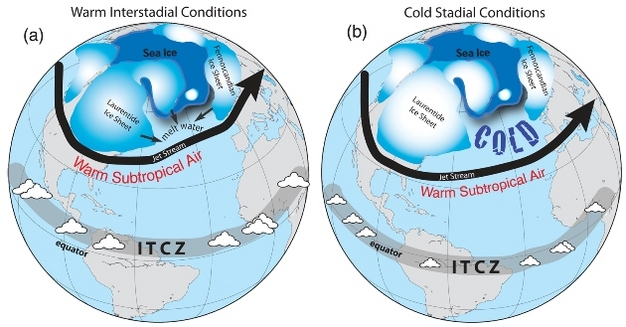 Warm Interstadial Conditions
Cold Stadial Conditions
(a)
Sea Ice
Fennoscandian
Ice Sheet
Laurentide
Ice Sheet
melt water
Jet Stream
Warm Subtropical Air
equator
ITCZ
(b)
Sea Ice
Fennoscandian
Ice Sheet
Laurentide
Ice Sheet
COLD
Jet Stream
Warm Subtropical Air
equator
ITCZ